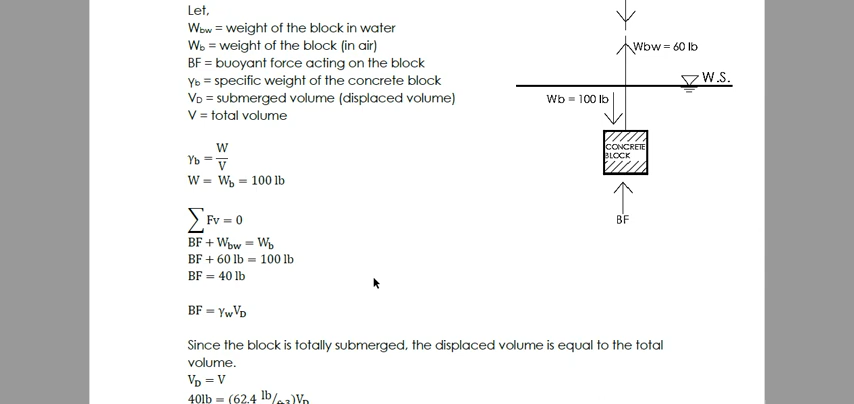 Let,
Wbw = weight of the block in water
Wb = weight of the block (in air)
BF = buoyant force acting on the block
γb = specific weight of the concrete block
VD = submerged volume (displaced volume)
V = total volume
γb = W/V
W = Wb = 100 lb
∑ Fv = 0
BF + Wbw = Wb
BF + 60 lb = 100 lb
BF = 40 lb
BF = γwVD
Since the block is totally submerged, the displaced volume is equal to the total
volume.
VD = V
40lb = (62.4 lb/ft3)VD
Wbw = 60 lb
W.S.
Wb = 100 lb
CONCRETE
BLOCK
BF